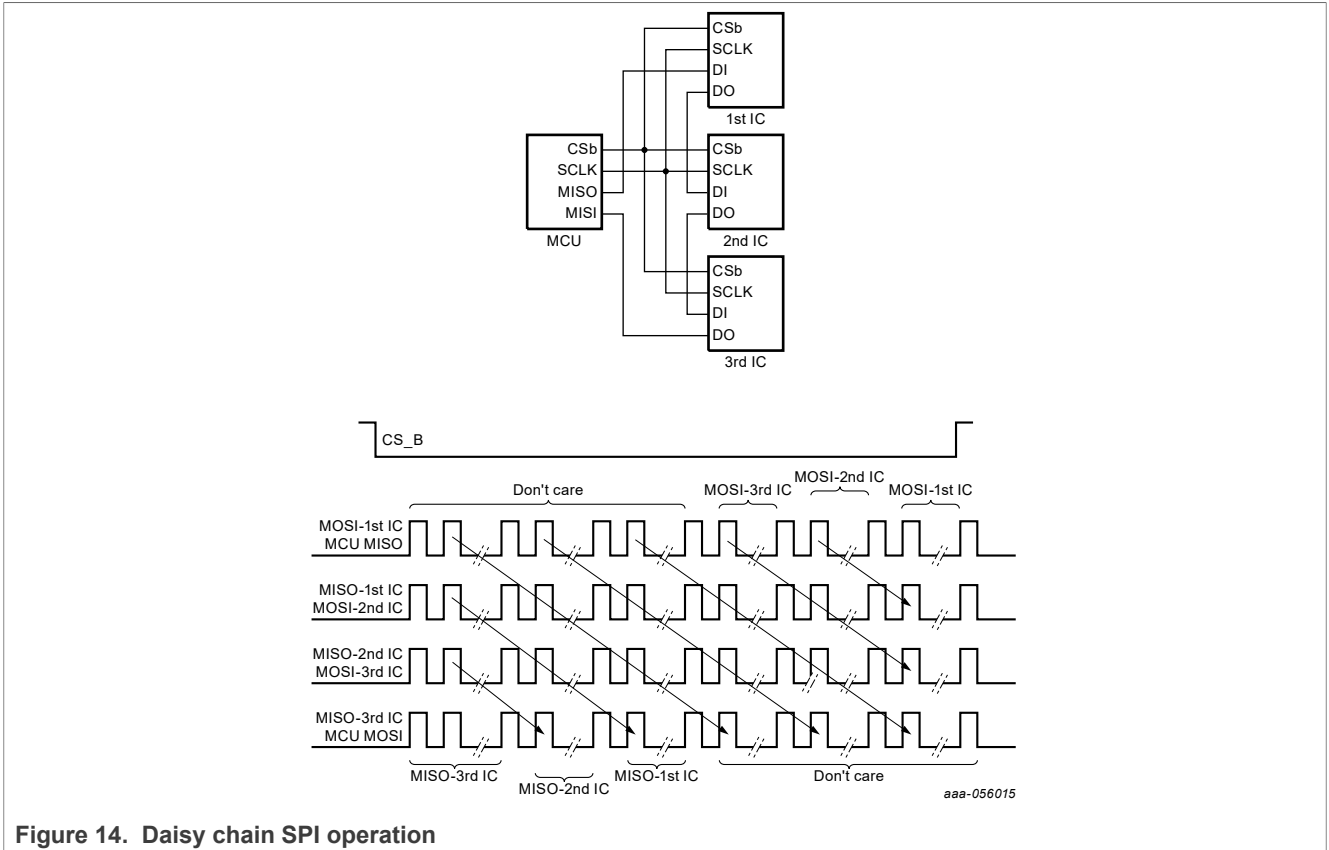 CSb
SCLK
DI
DO
1st IC
CSb
SCLK
MISO
MISI
MCU
CSb
SCLK
DI
DO
2nd IC
CSb
SCLK
DI
DO
3rd IC
CS_B
Don't care
MOSI-3rd IC
MOSI-2nd IC
MOSI-1st IC
MOSI-1st IC
MCU MISO
MISO-1st IC
MOSI-2nd IC
MISO-2nd IC
MOSI-3rd IC
MISO-3rd IC
MCU MOSI
MISO-3rd IC
MISO-2nd IC
MISO-1st IC
Don't care
aaa-056015
Figure 14. Daisy chain SPI operation